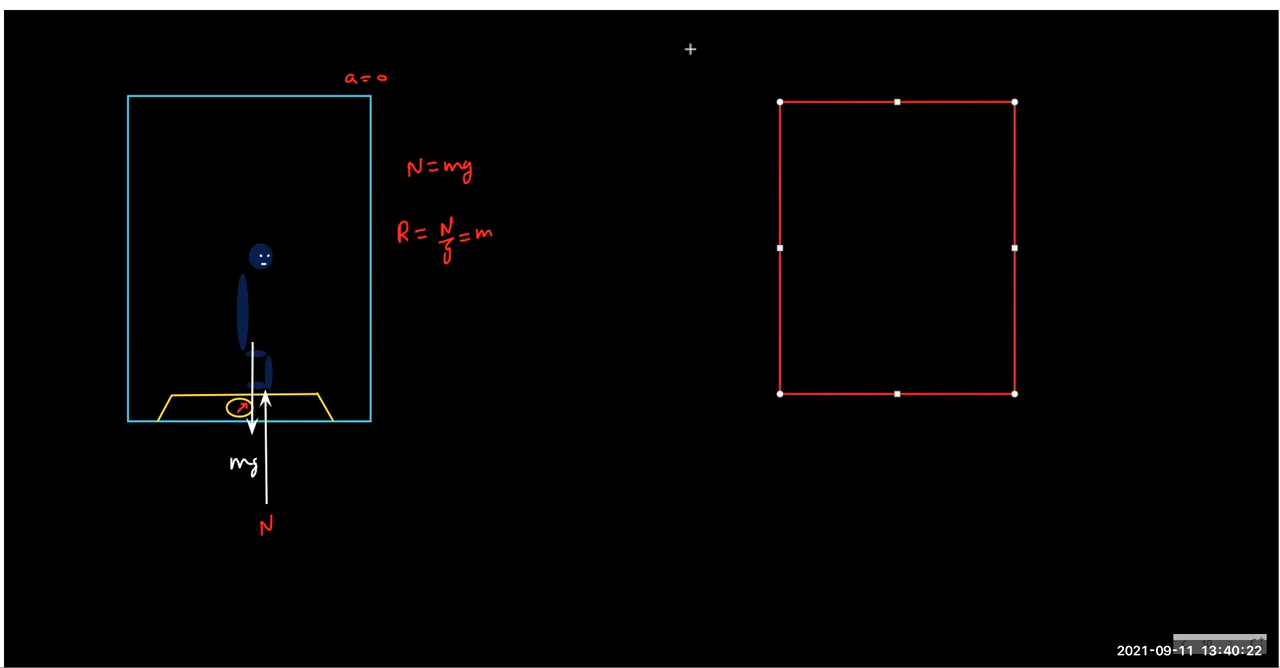 a = 0
N = mg
R = N/g = m
mg
N
2021-09-11 13:40:22